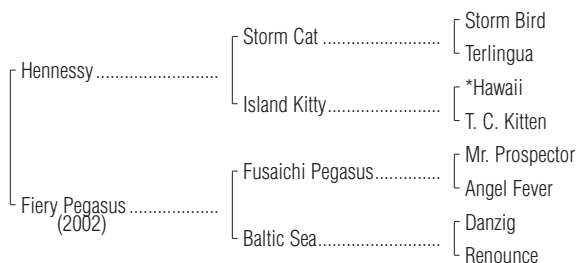 Storm Bird
Storm Cat ..........................
Terlingua
Hennessy ..........................
*Hawaii
Island Kitty ........................
T. C. Kitten
Mr. Prospector
Fusaichi Pegasus ..............
Angel Fever
Fiery Pegasus ...................
(2002)
Danzig
Baltic Sea ..........................
Renounce